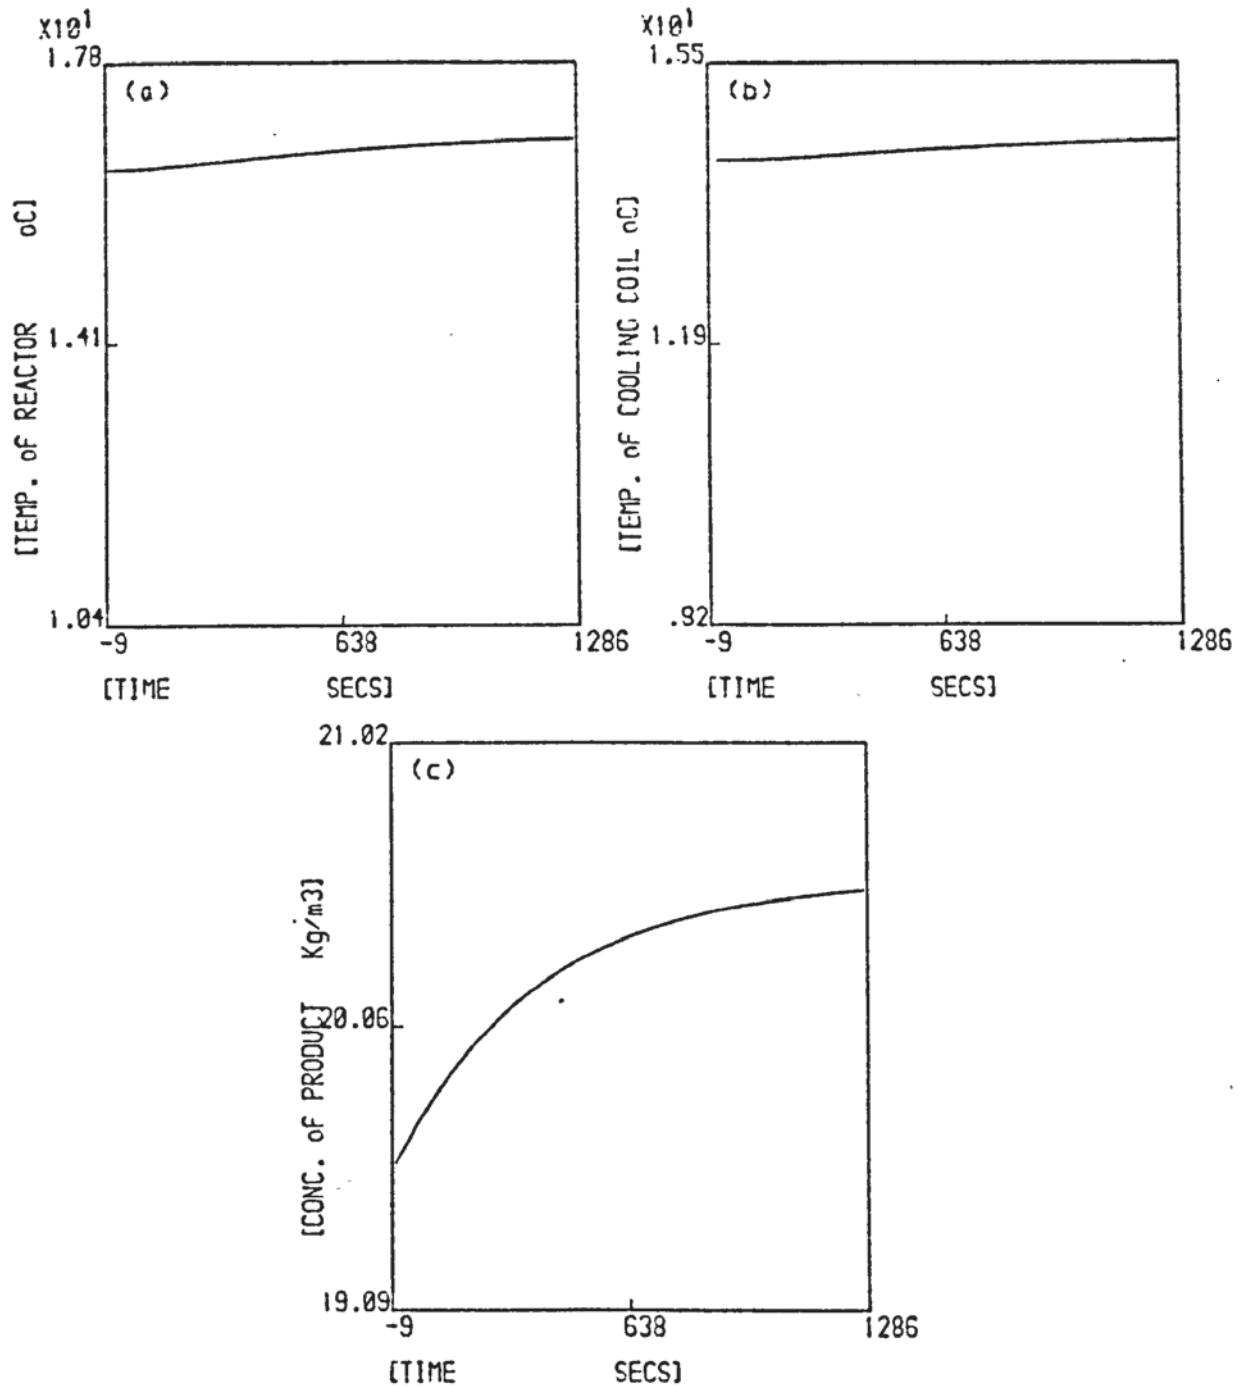 X10¹
1.78
(a)
[TEMP. oF REACTOR oC]
1.41
1.04
-9 638 1286
[TIME SECS]
X10¹
1.55
(b)
[TEMP. oF COOLING COIL oC]
1.19
.82
-9 638 1286
[TIME SECS]
21.02
(c)
[CONC. oF PRODUCT Kg/m3]
20.06
19.09
-9 638 1286
[TIME SECS]